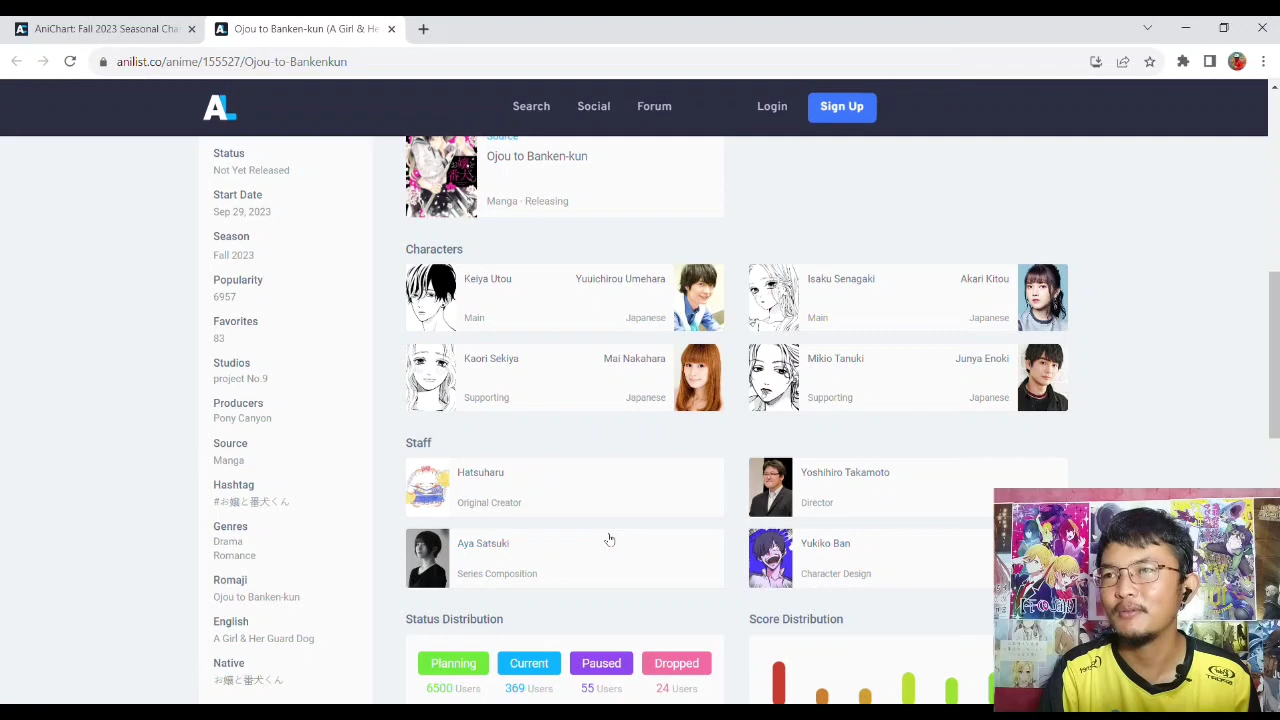 AniChart: Fall 2023 Seasonal Cha
Ojou to Banken-kun (A Girl & He
anilist.co/anime/155527/Ojou-to-Bankenkun
Search
Social
Forum
Login
Sign Up
Status
Not Yet Released
Start Date
Sep 29, 2023
Season
Fall 2023
Popularity
6957
Favorites
83
Studios
project No.9
Producers
Pony Canyon
Source
Manga
Hashtag
#お嬢と番犬くん
Genres
Drama
Romance
Romaji
Ojou to Banken-kun
English
A Girl & Her Guard Dog
Native
お嬢と番犬くん
Source
Ojou to Banken-kun
Manga · Releasing
Characters
Keiya Utou
Yuuichirou Umehara
Main
Japanese
Isaku Senagaki
Akari Kitou
Main
Japanese
Kaori Sekiya
Mai Nakahara
Supporting
Japanese
Mikio Tanuki
Junya Enoki
Supporting
Japanese
Staff
Hatsuharu
Original Creator
Yoshihiro Takamoto
Director
Aya Satsuki
Series Composition
Yukiko Ban
Character Design
Status Distribution
Planning
Current
Paused
Dropped
6500 Users
369 Users
55 Users
24 Users
Score Distribution